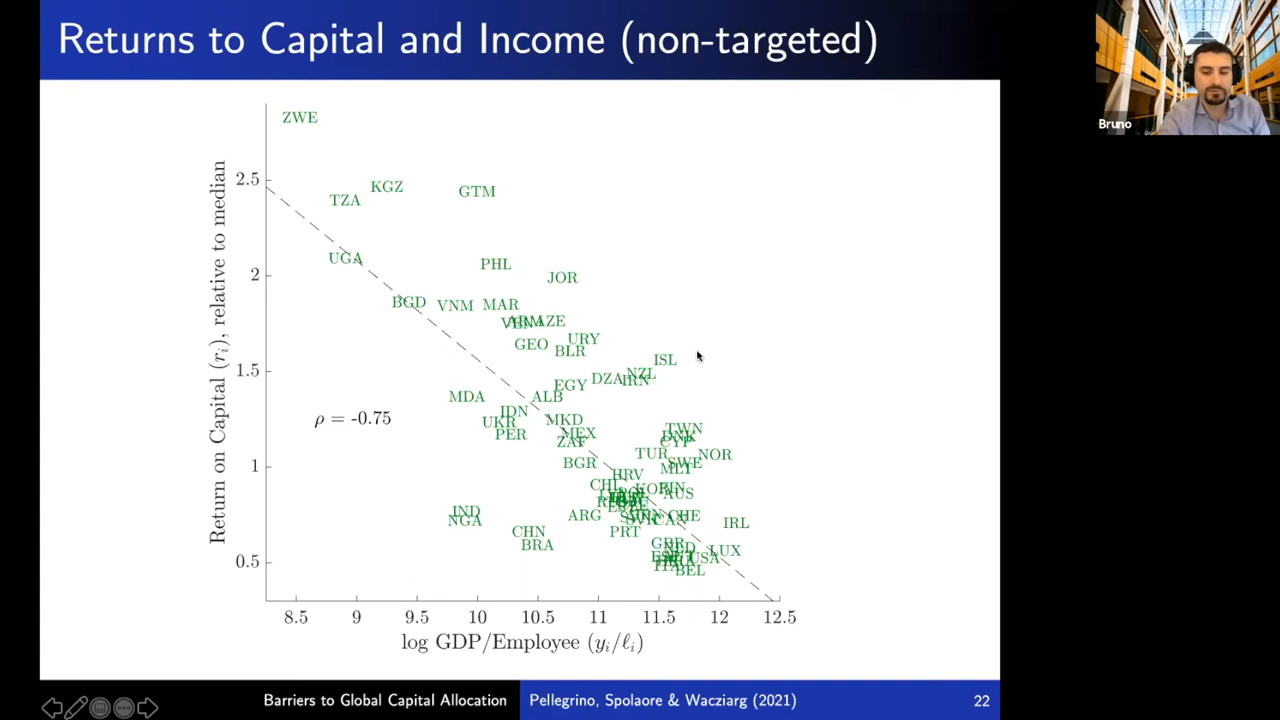 Returns to Capital and Income (non-targeted)
Bruno
ZWE
2.5
KGZ
GTM
TZA
UGA
PHL
2
JOR
BGD
VNM
MAR
AZE
URY
GEO
BLR
ISL
1.5
NZL
DZA
IRN
EGY
MDA
ALB
IDN
ρ = -0.75
UKR
MKD
PER
MEX
ZAF
TWN
DNK
CYP
TUR
NOR
1
BGR
SWE
MLT
HRV
CHL
KOR
FIN
AUS
IND
NGA
ARG
CHE
IRL
CHN
PRT
BRA
GBR
LUX
0.5
USA
BEL
Return on Capital (rᵢ), relative to median
8.5 9 9.5 10 10.5 11 11.5 12 12.5
log GDP/Employee (yᵢ/ℓᵢ)
Barriers to Global Capital Allocation
Pellegrino, Spolaore & Wacziarg (2021)
22